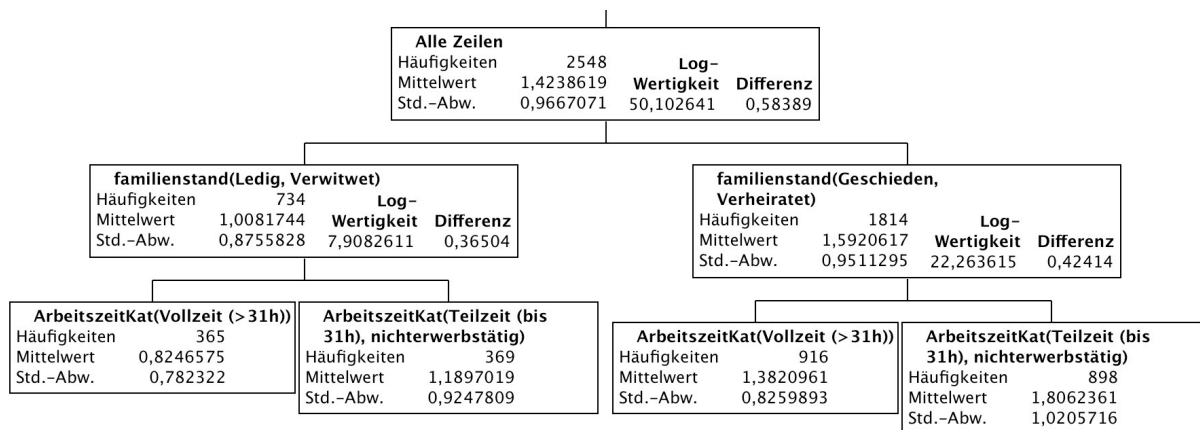 Alle Zeilen
Häufigkeiten 2548 Log-
Mittelwert 1,4238619 Wertigkeit Differenz
Std.-Abw. 0,9667071 50,102641 0,58389
familienstand(Ledig, Verwitwet)
Häufigkeiten 734 Log-
Mittelwert 1,0081744 Wertigkeit Differenz
Std.-Abw. 0,8755828 7,9082611 0,36504
familienstand(Geschieden,
Verheiratet)
Häufigkeiten 1814 Log-
Mittelwert 1,5920617 Wertigkeit Differenz
Std.-Abw. 0,9511295 22,263615 0,42414
ArbeitszeitKat(Vollzeit (>31h))
Häufigkeiten 365
Mittelwert 0,8246575
Std.-Abw. 0,782322
ArbeitszeitKat(Teilzeit (bis
31h), nichterwerbstätig)
Häufigkeiten 369
Mittelwert 1,1897019
Std.-Abw. 0,9247809
ArbeitszeitKat(Vollzeit (>31h))
Häufigkeiten 916
Mittelwert 1,3820961
Std.-Abw. 0,8259893
ArbeitszeitKat(Teilzeit (bis
31h), nichterwerbstätig)
Häufigkeiten 898
Mittelwert 1,8062361
Std.-Abw. 1,0205716